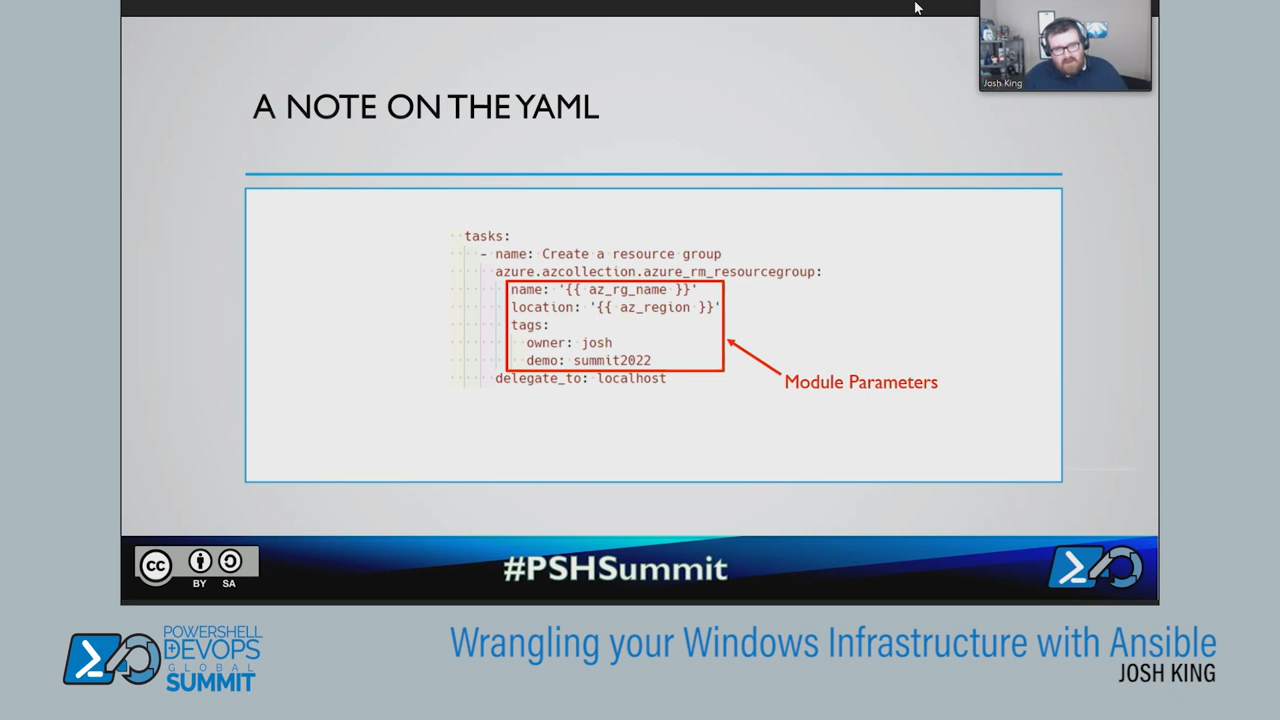 Josh King
A NOTE ON THE YAML
tasks:
- name: Create a resource group
azure.azcollection.azure_rm_resourcegroup:
name: '{{ az_rg_name }}'
location: '{{ az_region }}'
tags:
owner: josh
demo: summit2022
delegate_to: localhost
Module Parameters
cc
BY SA
#PSHSummit
POWERSHELL
+DEVOPS
GLOBAL
SUMMIT
Wrangling your Windows Infrastructure with Ansible
JOSH KING